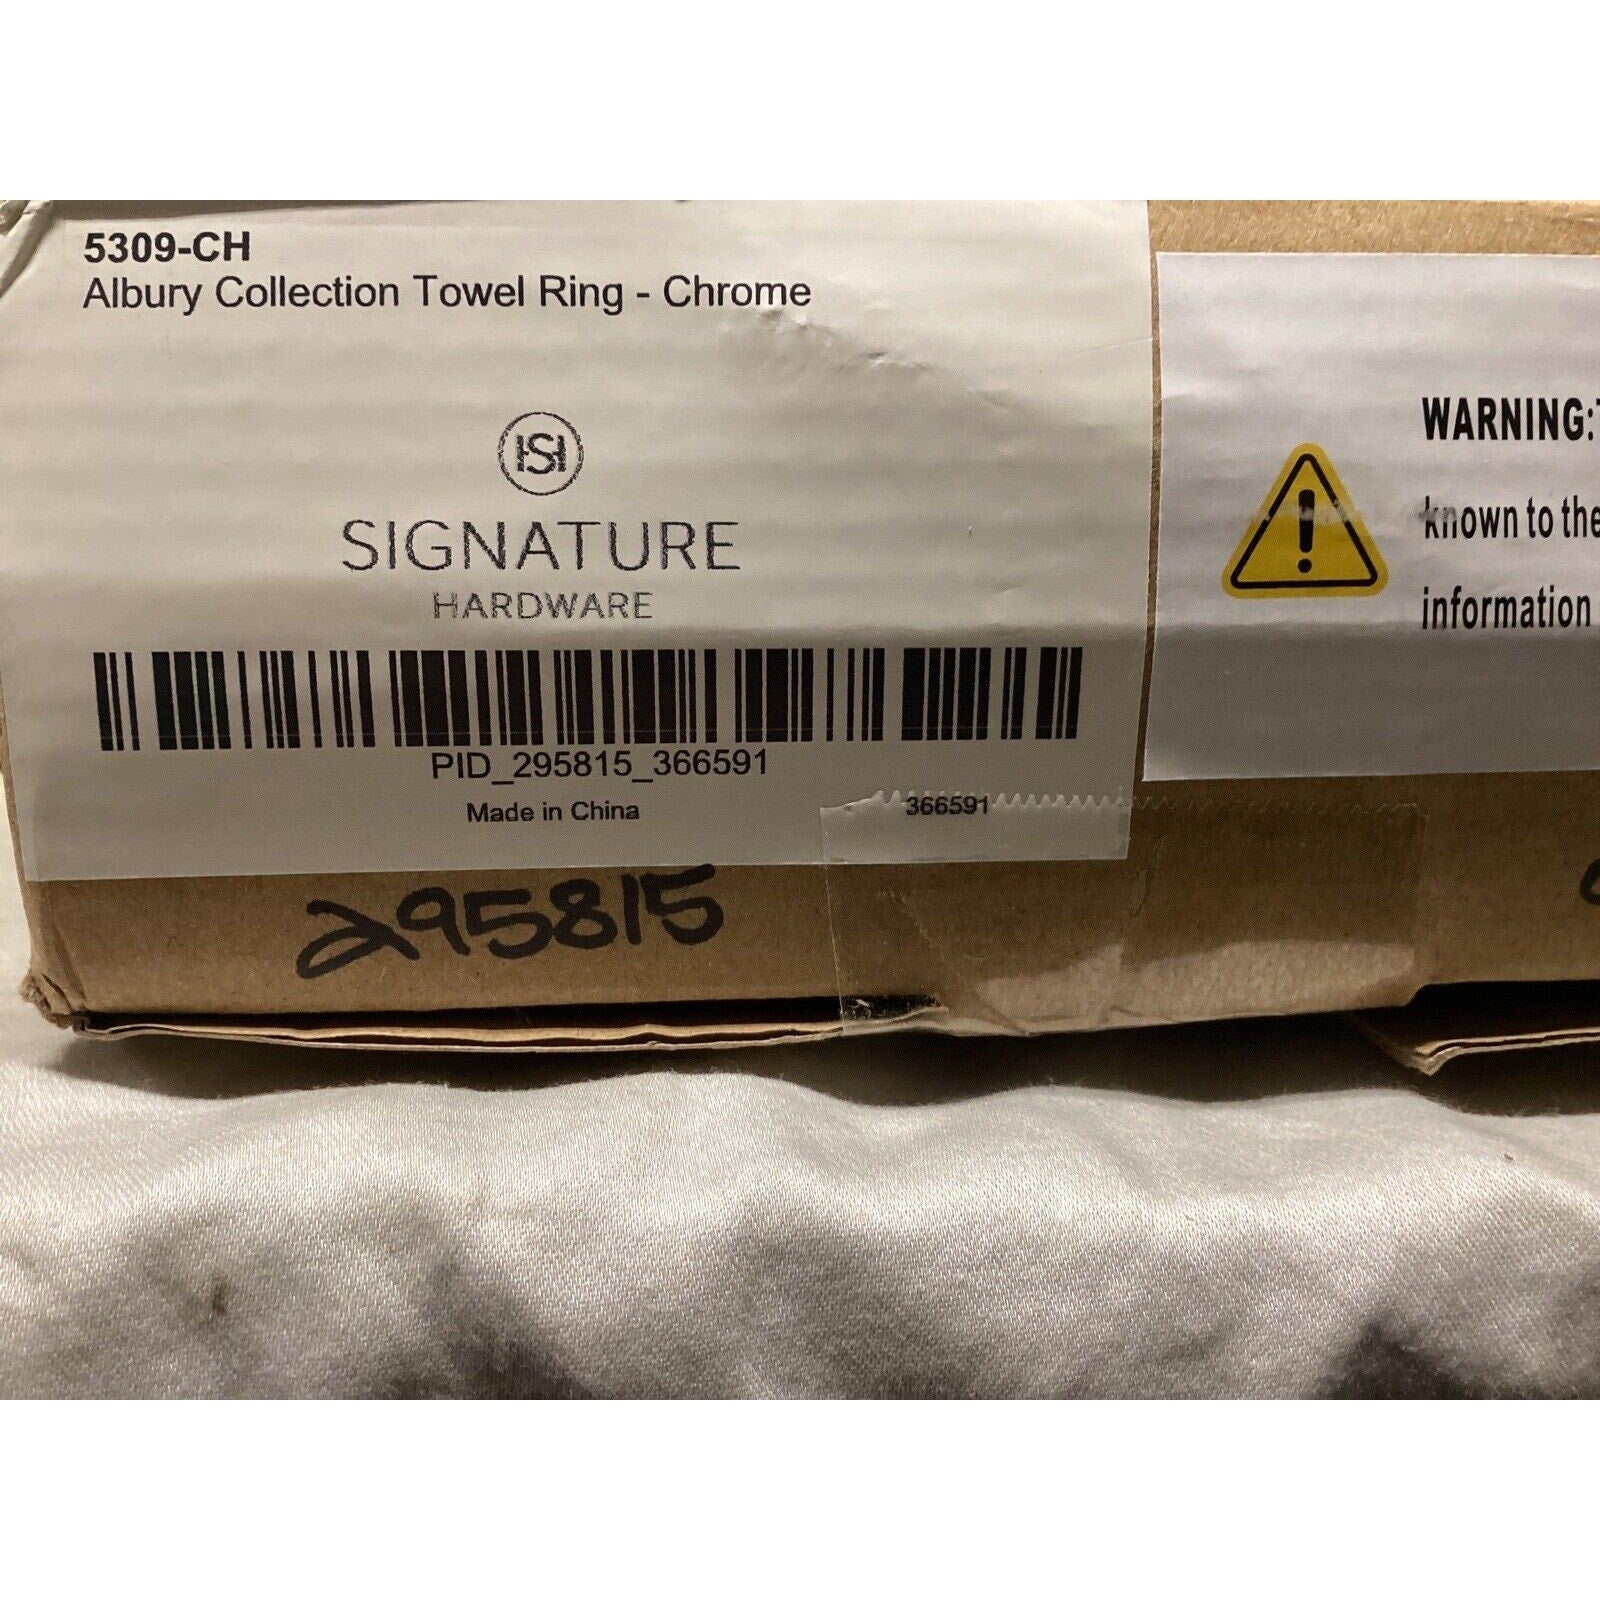 5309-CH
Albury Collection Towel Ring - Chrome
SH
SIGNATURE
HARDWARE
PID_295815_366591
Made in China
366591
295815
WARNING:
known to the
information